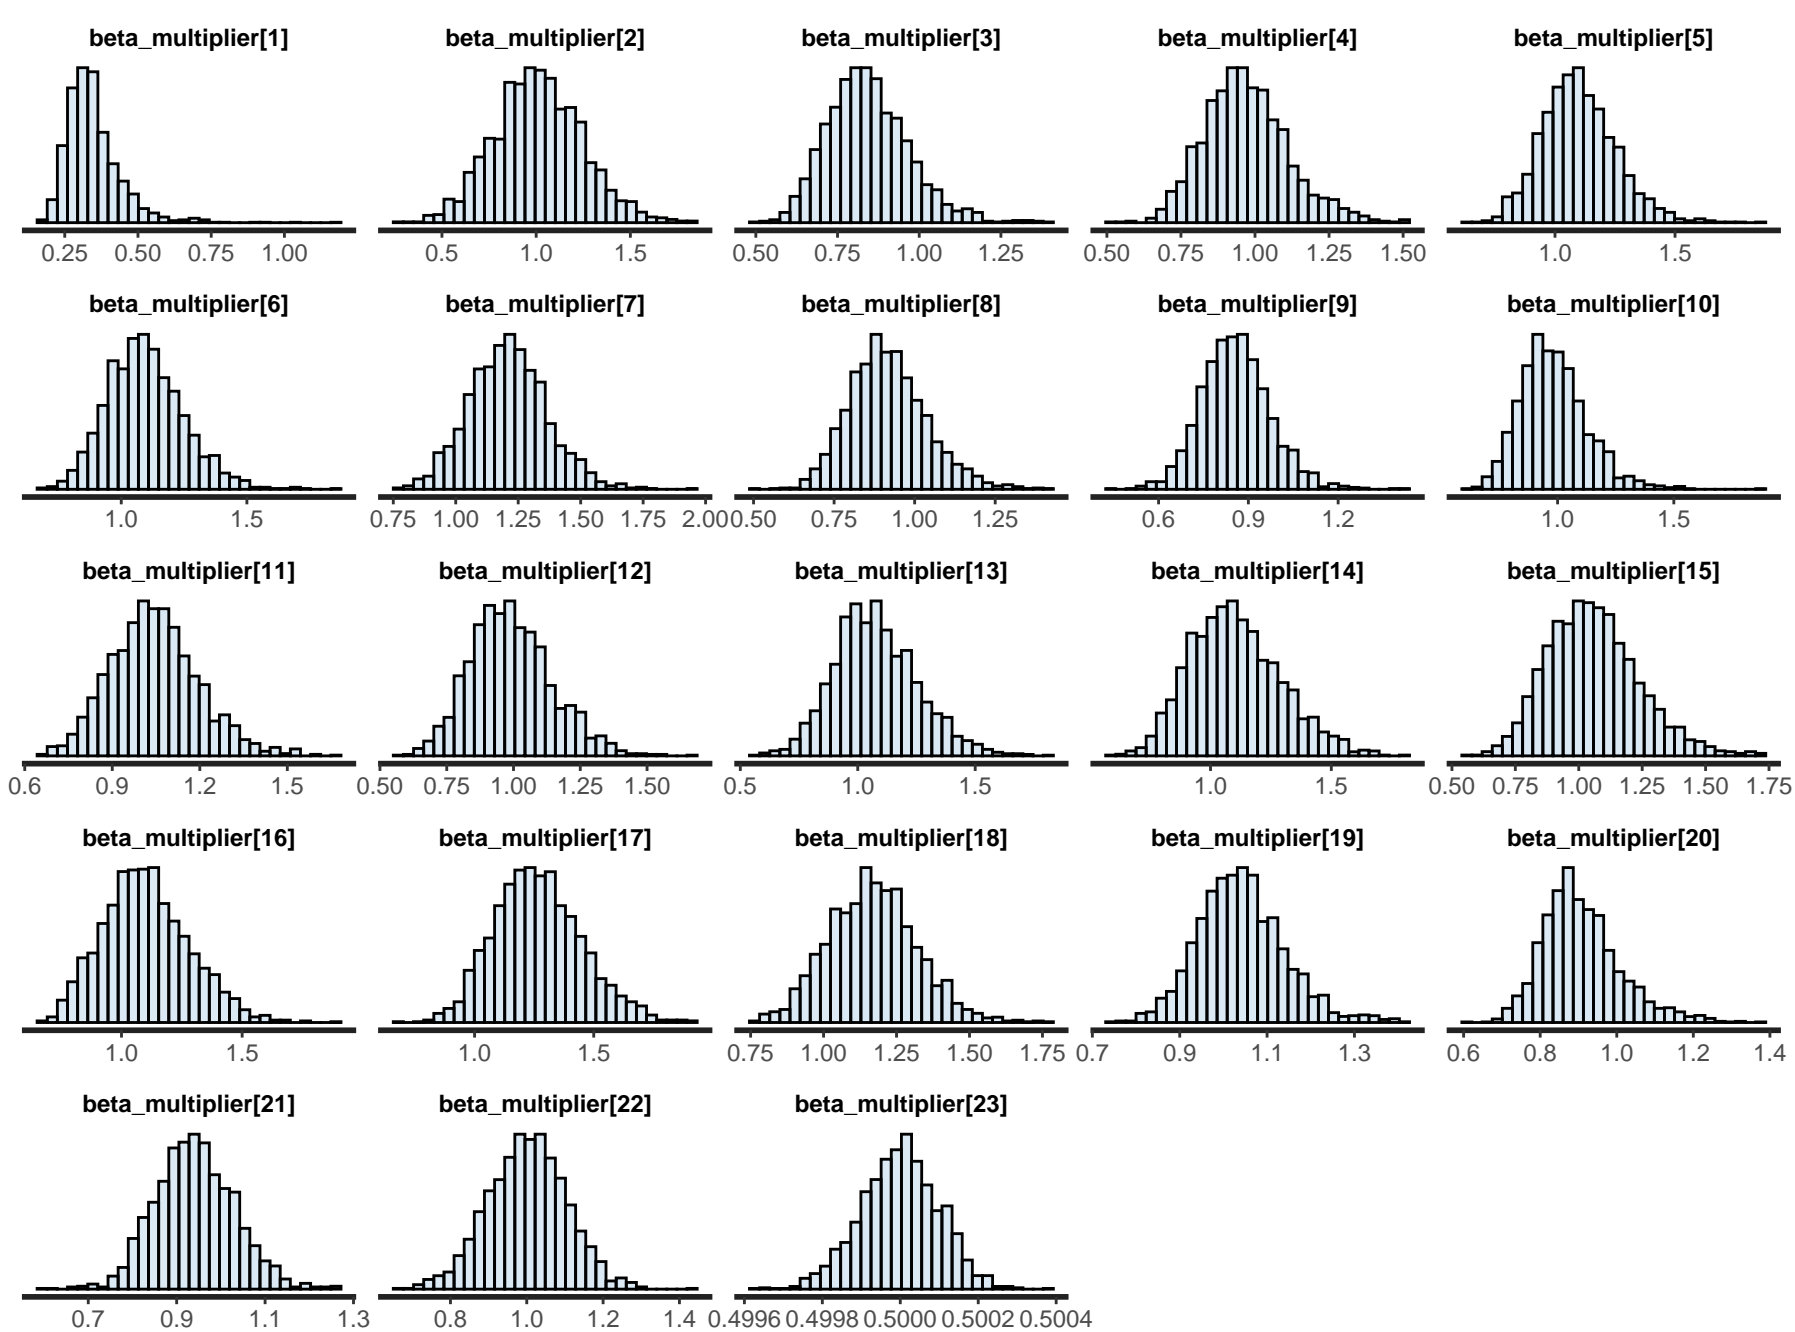 beta_multiplier[1] beta_multiplier[2] beta_multiplier[3] beta_multiplier[4] beta_multiplier[5]
0.25 0.50 0.75 1.00 0.5 1.0 1.5 0.50 0.75 1.00 1.25 0.50 0.75 1.00 1.25 1.50 1.0 1.5
beta_multiplier[6] beta_multiplier[7] beta_multiplier[8] beta_multiplier[9] beta_multiplier[10]
1.0 1.5 0.75 1.00 1.25 1.50 1.75 2.00 0.50 0.75 1.00 1.25 0.6 0.9 1.2 1.0 1.5
beta_multiplier[11] beta_multiplier[12] beta_multiplier[13] beta_multiplier[14] beta_multiplier[15]
0.6 0.9 1.2 1.5 0.50 0.75 1.00 1.25 1.50 0.5 1.0 1.5 1.0 1.5 0.50 0.75 1.00 1.25 1.50 1.75
beta_multiplier[16] beta_multiplier[17] beta_multiplier[18] beta_multiplier[19] beta_multiplier[20]
1.0 1.5 1.0 1.5 0.75 1.00 1.25 1.50 1.75 0.7 0.9 1.1 1.3 0.6 0.8 1.0 1.2 1.4
beta_multiplier[21] beta_multiplier[22] beta_multiplier[23]
0.7 0.9 1.1 1.3 0.8 1.0 1.2 1.4 0.4996 0.4998 0.5000 0.5002 0.5004